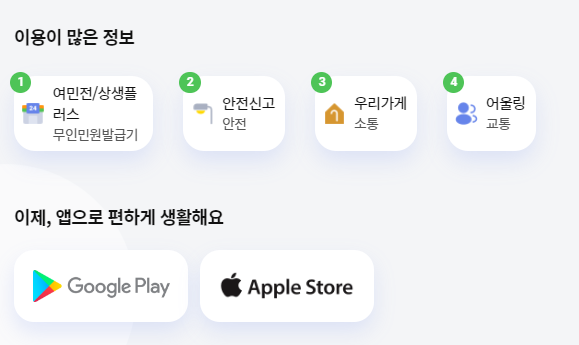 이용이 많은 정보
1
24
여민전/상생플
러스
무인민원발급기
2
안전신고
안전
3
우리가게
소통
4
어울링
교통
이제, 앱으로 편하게 생활해요
Google Play
Apple Store